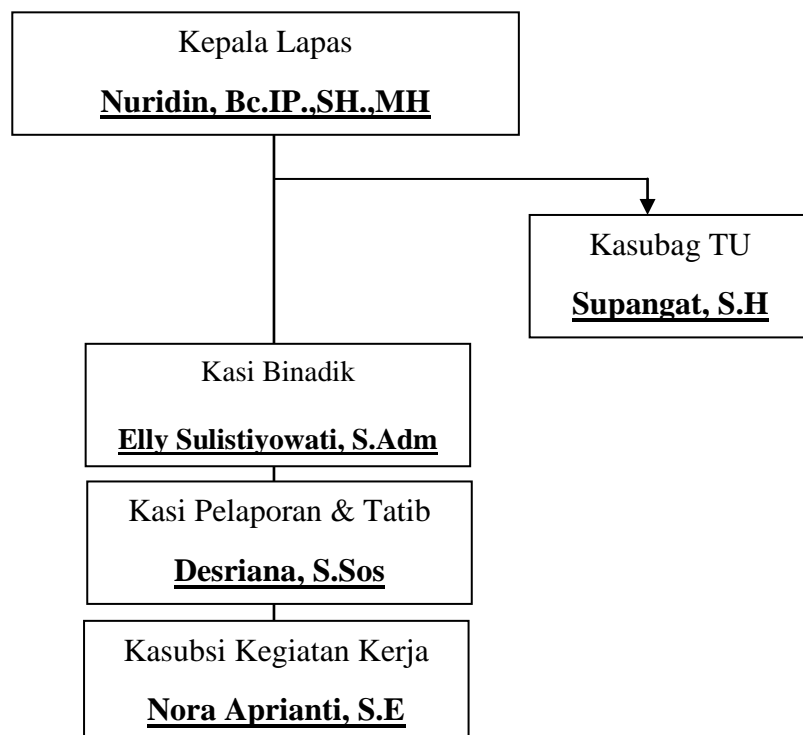 Kepala Lapas
Nuridin, Bc.IP.,SH.,MH
Kasubag TU
Supangat, S.H
Kasi Binadik
Elly Sulistiyowati, S.Adm
Kasi Pelaporan & Tatib
Desriana, S.Sos
Kasubsi Kegiatan Kerja
Nora Aprianti, S.E